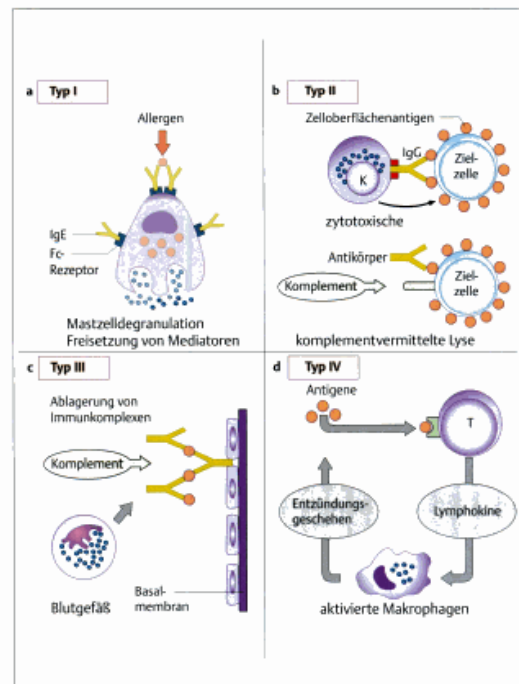 a Typ I
Allergen
IgE
Fc-
Rezeptor
Mastzelldegranulation
Freisetzung von Mediatoren
b Typ II
Zelloberflächenantigen
IgG
K
Ziel-
zelle
zytotoxische
Antikörper
Komplement
Ziel-
zelle
komplementvermittelte Lyse
c Typ III
Ablagerung von
Immunkomplexen
Komplement
Blutgefäß
Basal-
membran
d Typ IV
Antigene
T
Entzündungs-
geschehen
Lymphokine
aktivierte Makrophagen